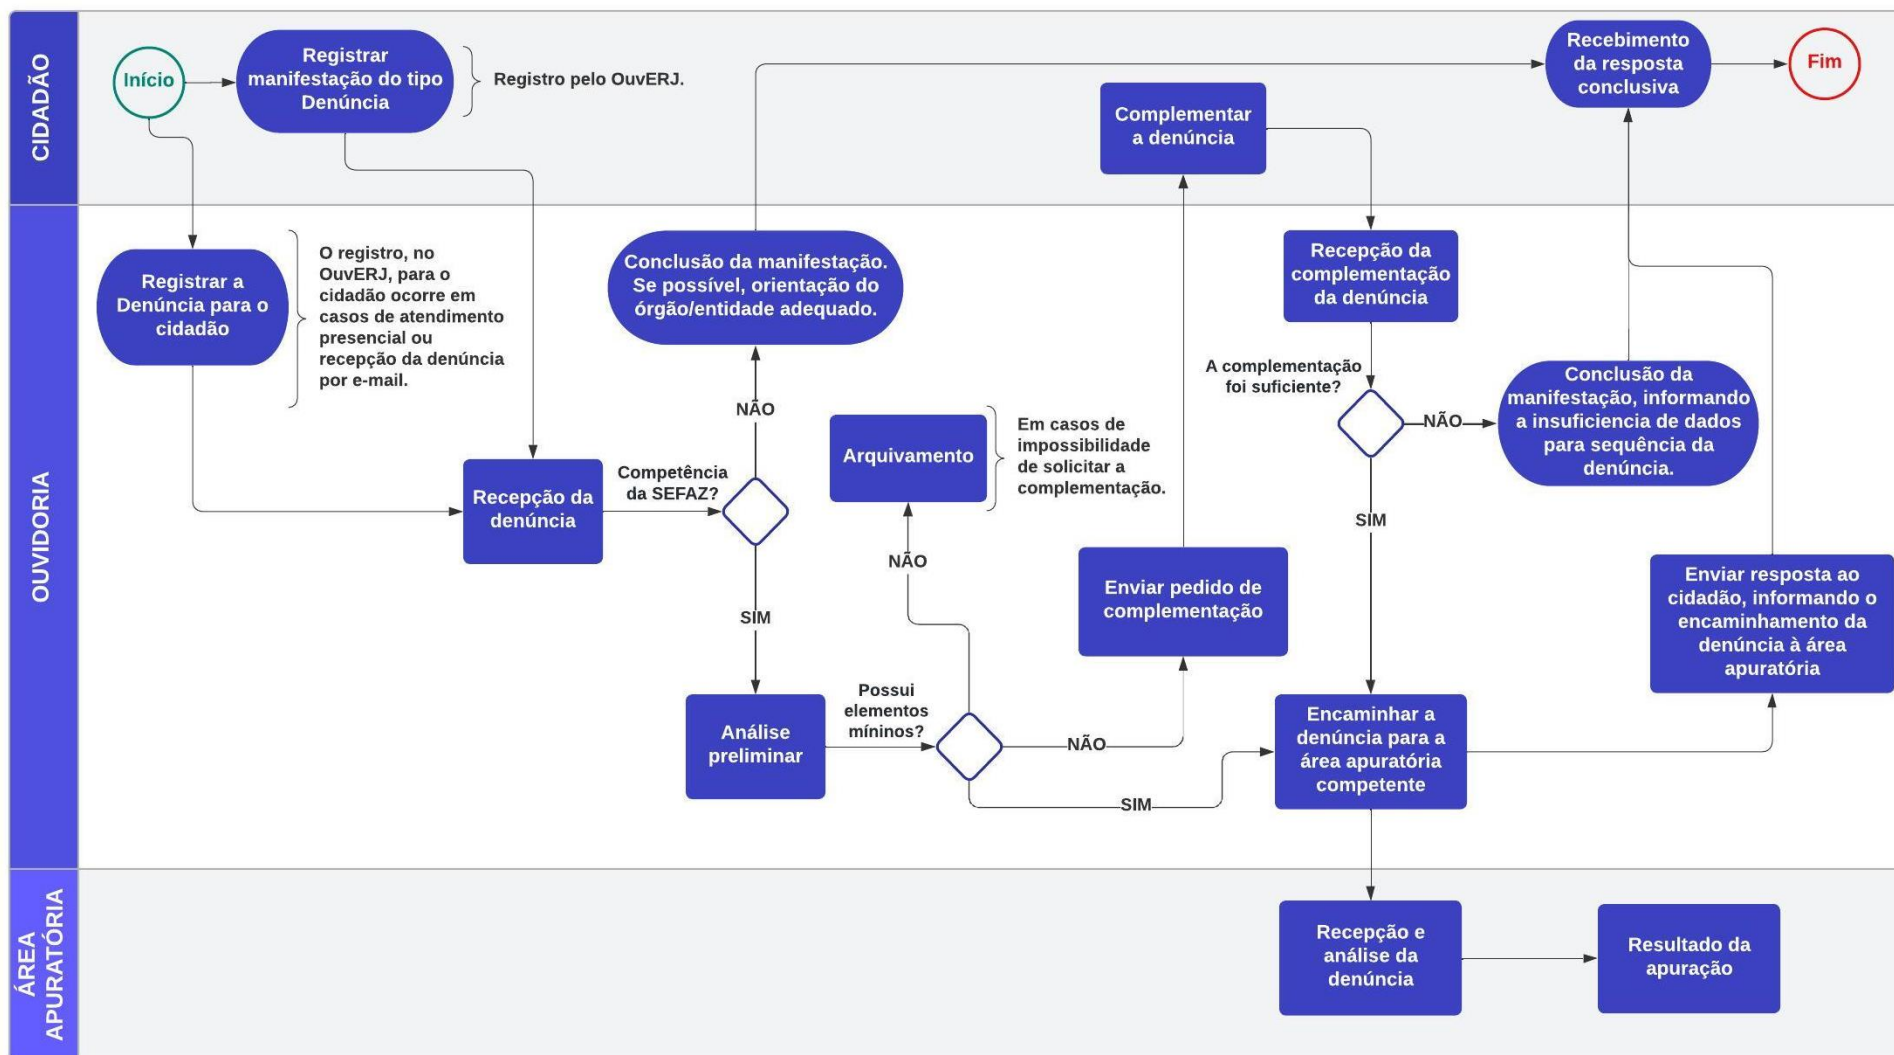 CIDADÃO
Início
Registrar
manifestação do tipo
Denúncia
Registro pelo OuvERJ.
Complementar
a denúncia
Recebimento
da resposta
conclusiva
Fim
OUVIDORIA
Registrar a
Denúncia para o
cidadão
O registro, no
OuvERJ, para o
cidadão ocorre em
casos de atendimento
presencial ou
recepção da denúncia
por e-mail.
Conclusão da manifestação.
Se possível, orientação do
órgão/entidade adequado.
Recepção da
complementação
da denúncia
A complementação
foi suficiente?
NÃO
Conclusão da
manifestação, informando
a insuficiencia de dados
para sequência da
denúncia.
NÃO
Recepção da
denúncia
Competência
da SEFAZ?
Arquivamento
Em casos de
impossibilidade
de solicitar a
complementação.
SIM
NÃO
SIM
Enviar pedido de
complementação
Enviar resposta ao
cidadão, informando o
encaminhamento da
denúncia à área
apuratória
Análise
preliminar
Possui
elementos
míninos?
NÃO
SIM
Encaminhar a
denúncia para a
área apuratória
competente
ÁREA
APURATÓRIA
Recepção e
análise da
denúncia
Resultado da
apuração